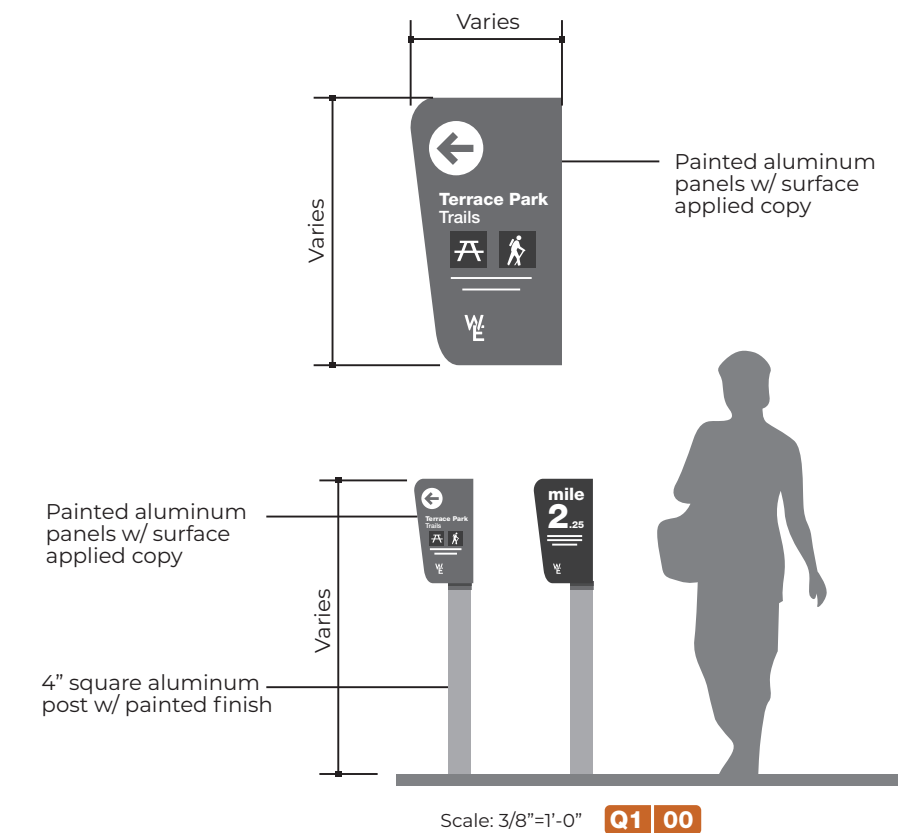 Varies
Varies
Painted aluminum
panels w/ surface
applied copy
Terrace Park
Trails
W.
E
Painted aluminum
panels w/ surface
applied copy
Varies
4” square aluminum
post w/ painted finish
Terrace Park
Trails
W.
E
mile
2.25
W.
E
Scale: 3/8”=1’-0”
Q1 00